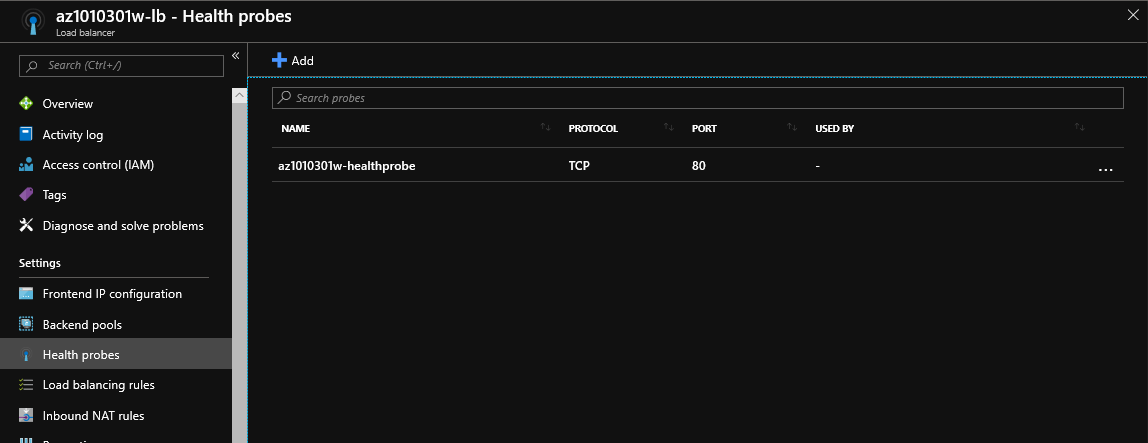 az1010301w-lb - Health probes
Load balancer
Search (Ctrl+/)
«
Overview
Activity log
Access control (IAM)
Tags
Diagnose and solve problems
Settings
Frontend IP configuration
Backend pools
Health probes
Load balancing rules
Inbound NAT rules
Add
Search probes
NAME PROTOCOL PORT USED BY
az1010301w-healthprobe TCP 80 -
...